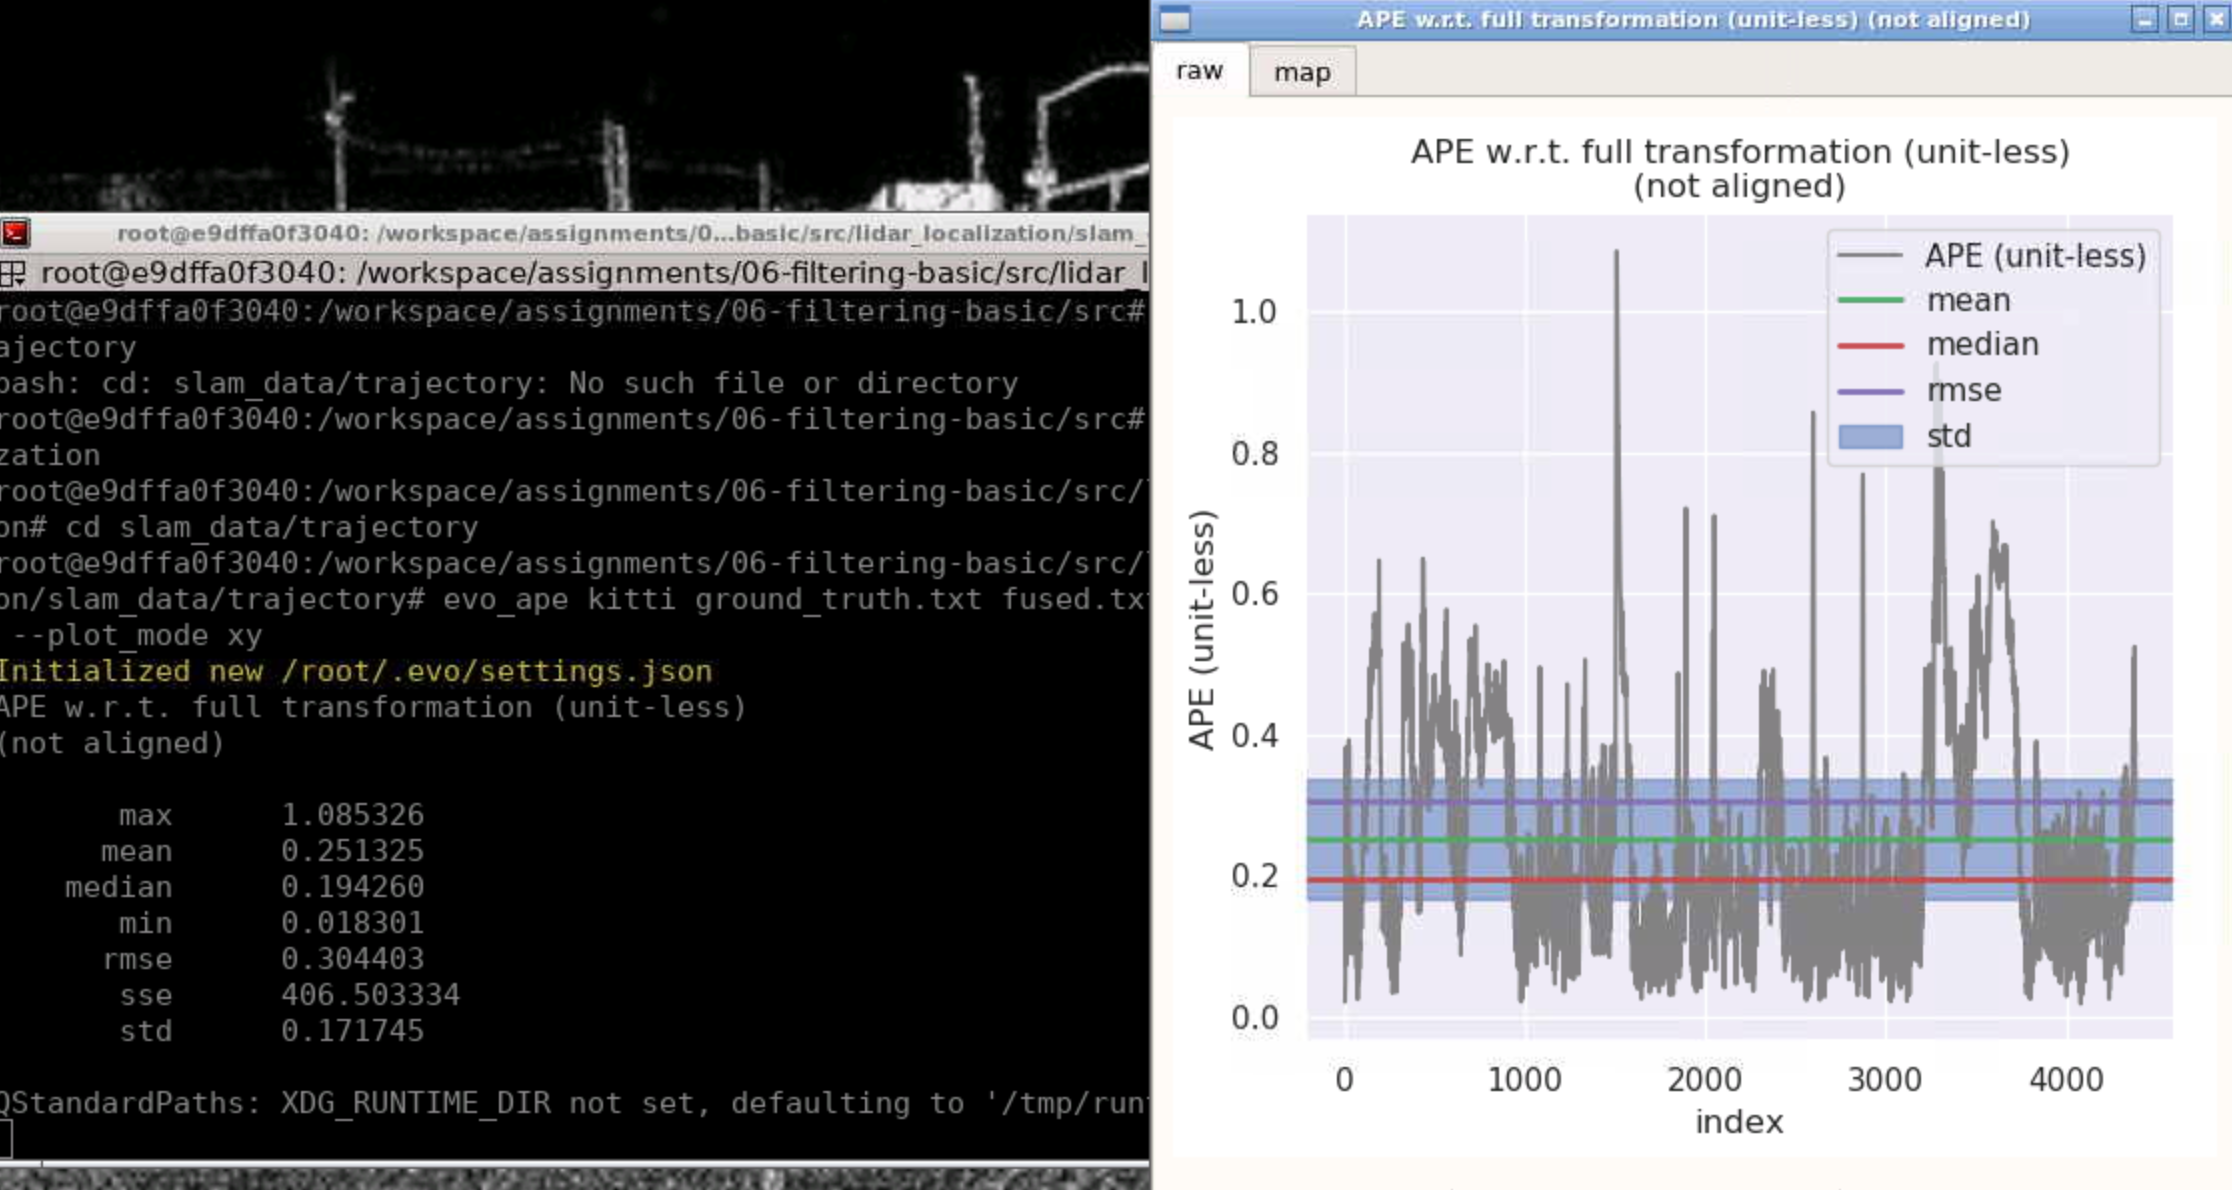 root@e9dffa0f3040: /workspace/assignments/0...basic/src/lidar_localization/slam_
root@e9dffa0f3040: /workspace/assignments/06-filtering-basic/src/lidar_l
root@e9dffa0f3040:/workspace/assignments/06-filtering-basic/src#
ajectory
bash: cd: slam_data/trajectory: No such file or directory
root@e9dffa0f3040:/workspace/assignments/06-filtering-basic/src#
zation
root@e9dffa0f3040:/workspace/assignments/06-filtering-basic/src/
on# cd slam_data/trajectory
root@e9dffa0f3040:/workspace/assignments/06-filtering-basic/src/
on/slam_data/trajectory# evo_ape kitti ground_truth.txt fused.tx
--plot_mode xy
Initialized new /root/.evo/settings.json
APE w.r.t. full transformation (unit-less)
(not aligned)
max 1.085326
mean 0.251325
median 0.194260
min 0.018301
rmse 0.304403
sse 406.503334
std 0.171745
QStandardPaths: XDG_RUNTIME_DIR not set, defaulting to '/tmp/run
APE w.r.t. full transformation (unit-less) (not aligned)
raw map
APE w.r.t. full transformation (unit-less)
(not aligned)
APE (unit-less)
mean
median
rmse
std
APE (unit-less)
1.0
0.8
0.6
0.4
0.2
0.0
0 1000 2000 3000 4000
index